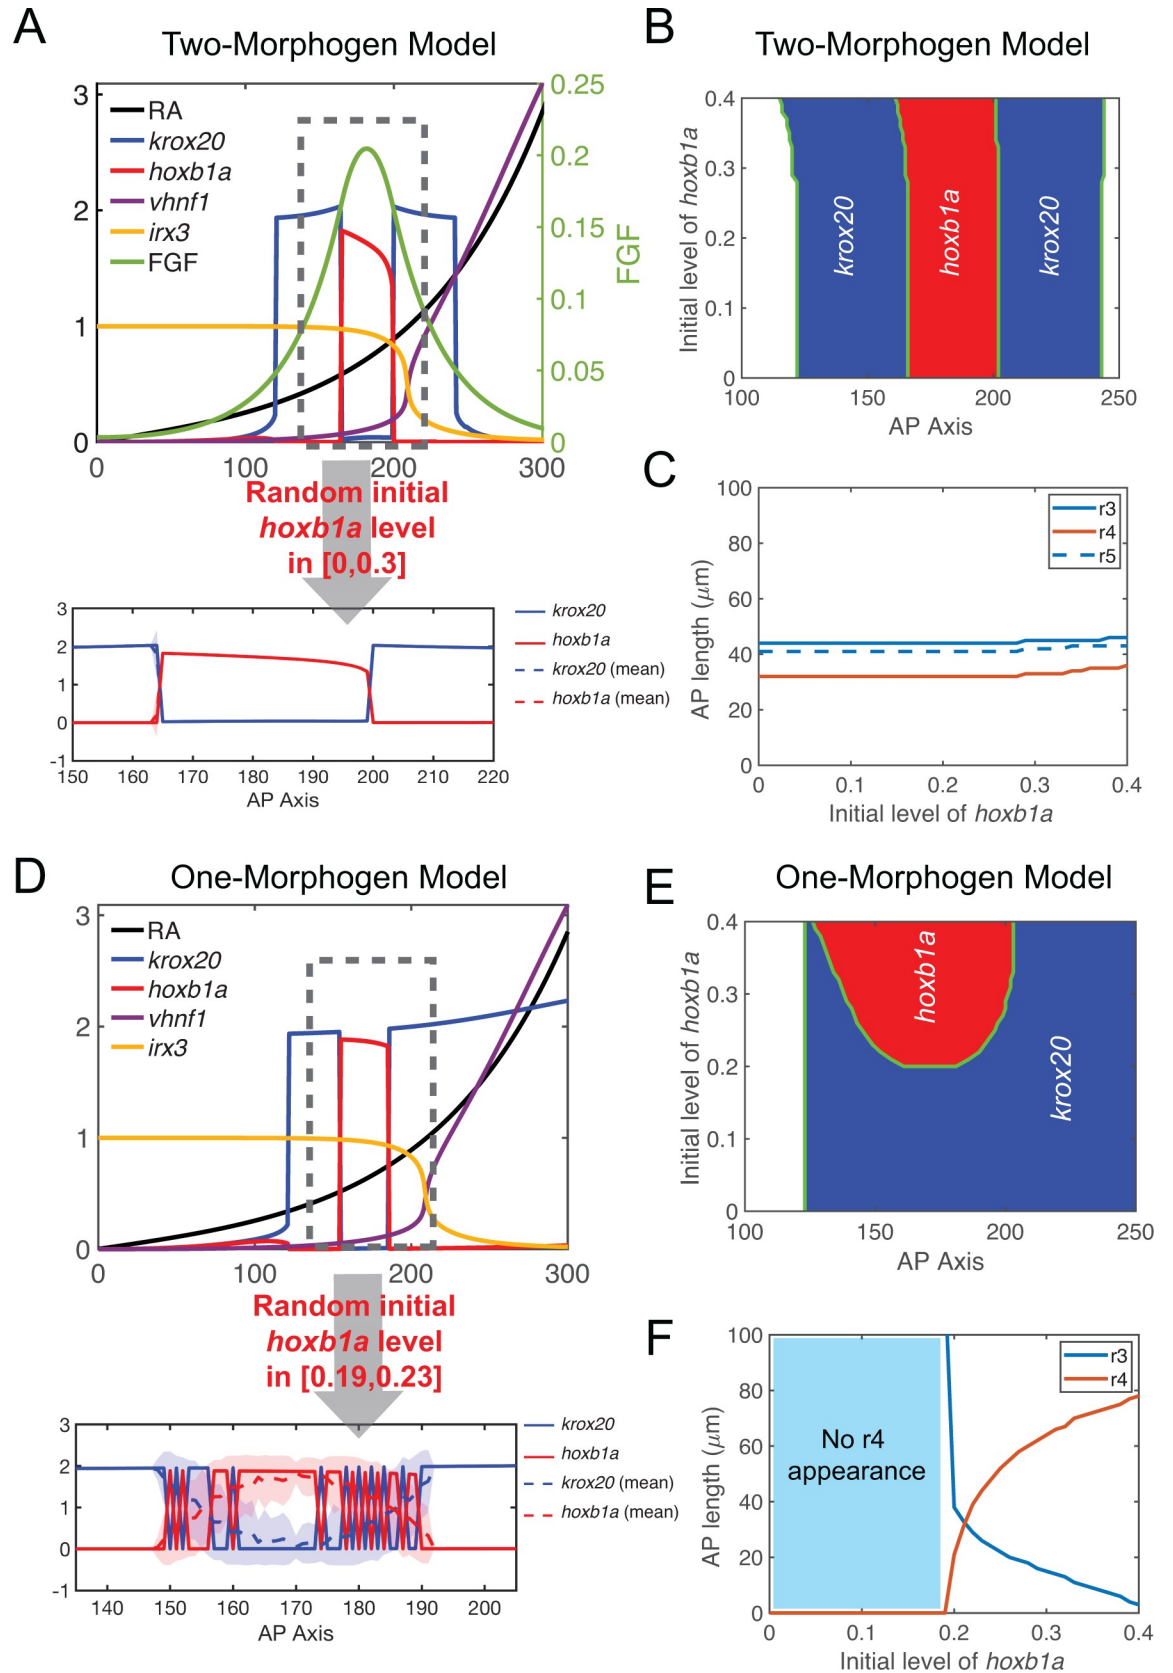 A
Two-Morphogen Model
3
2
1
0
RA
krox20
hoxb1a
vhnf1
irx3
FGF
0.25
0.2
0.15
0.1
0.05
0
FGF
0
100
200
300
Random initial
hoxb1a level
in [0,0.3]
3
2
1
0
-1
150
160
170
180
190
200
210
220
AP Axis
krox20
hoxb1a
krox20 (mean)
hoxb1a (mean)
B
Two-Morphogen Model
Initial level of hoxb1a
0.4
0.3
0.2
0.1
0
krox20
hoxb1a
krox20
100
150
200
250
AP Axis
C
AP length (μm)
100
80
60
40
20
0
r3
r4
r5
0
0.1
0.2
0.3
0.4
Initial level of hoxb1a
D
One-Morphogen Model
3
2
1
0
RA
krox20
hoxb1a
vhnf1
irx3
0
100
200
300
Random initial
hoxb1a level
in [0.19,0.23]
3
2
1
0
-1
140
150
160
170
180
190
200
AP Axis
krox20
hoxb1a
krox20 (mean)
hoxb1a (mean)
E
One-Morphogen Model
Initial level of hoxb1a
0.4
0.3
0.2
0.1
0
hoxb1a
krox20
100
150
200
250
AP Axis
F
AP length (μm)
100
80
60
40
20
0
No r4
appearance
r3
r4
0
0.1
0.2
0.3
0.4
Initial level of hoxb1a